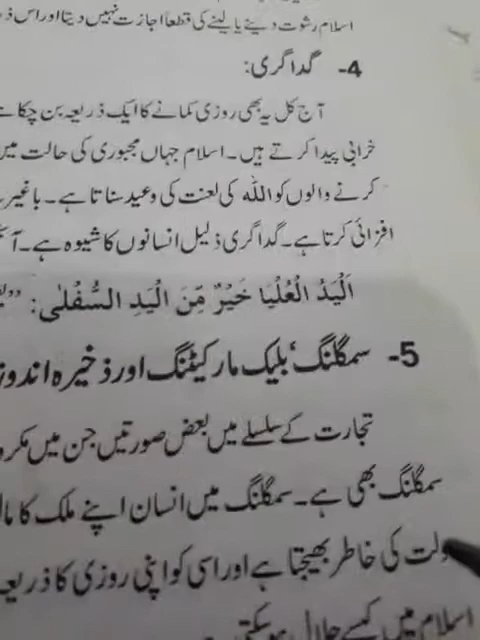 اسلام رشوت دینے یا لینے کی قطعاً اجازت نہیں دیتا اور اس
4- گداگری:
آج کل یہ بھی روزی کمانے کا ایک ذریعہ بن چکا ہے
خرابی پیدا کرتے ہیں۔ اسلام جہاں مجبوری کی حالت میں
کرنے والوں کو اللہ کی لعنت کی وعید سناتا ہے۔ باغیر
افزائی کرتا ہے۔ گداگری ذلیل انسانوں کا شیوہ ہے۔
اَلْیَدُ الْعُلْیَا خَیْرٌ مِّنَ الْیَدِ السُّفْلٰی:
5- سمگلنگ، بلیک مارکیٹنگ اور ذخیرہ اندوز
تجارت کے سلسلے میں بعض صورتیں جن میں مکرو
سمگلنگ بھی ہے۔ سمگلنگ میں انسان اپنے ملک کا
ولت کی خاطر بھیجتا ہے اور اسی کو اپنی روزی کا ذریعہ
اسلام میں کیسے حلال ہو سکتی